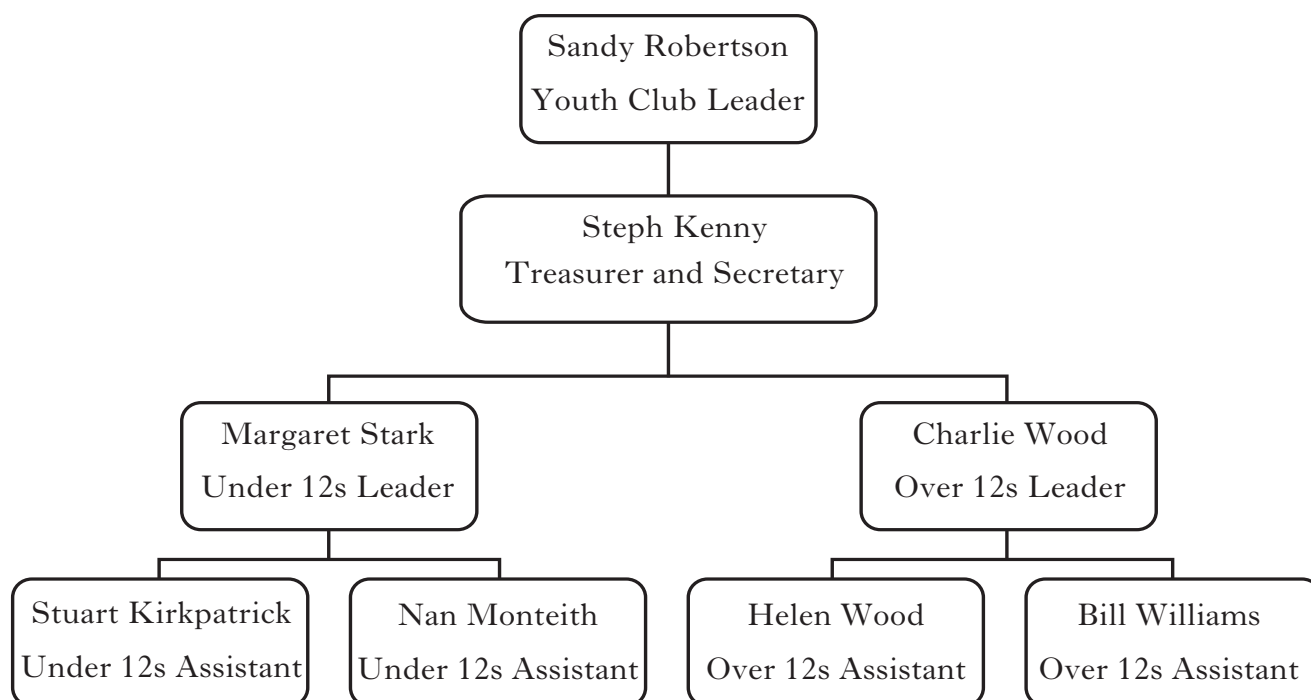 Sandy Robertson
Youth Club Leader
Steph Kenny
Treasurer and Secretary
Margaret Stark
Under 12s Leader
Charlie Wood
Over 12s Leader
Stuart Kirkpatrick
Under 12s Assistant
Nan Monteith
Under 12s Assistant
Helen Wood
Over 12s Assistant
Bill Williams
Over 12s Assistant